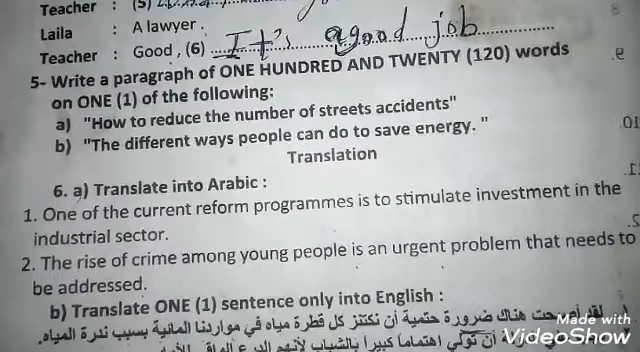 Teacher : (5)
Laila : A lawyer .
Teacher : Good , (6) It's a good job
5- Write a paragraph of ONE HUNDRED AND TWENTY (120) words
on ONE (1) of the following:
a) "How to reduce the number of streets accidents"
b) "The different ways people can do to save energy. "
Translation
6. a) Translate into Arabic :
1. One of the current reform programmes is to stimulate investment in the
industrial sector.
2. The rise of crime among young people is an urgent problem that needs to
be addressed.
b) Translate ONE (1) sentence only into English :
هناك ضرورة حتمية أن نكتنز كل قطرة مياه في مواردنا المائية بسبب ندرة المياه.
أن تولي اهتماما كبيرا بالشباب لأنهم الدرع
Made with
VideoShow